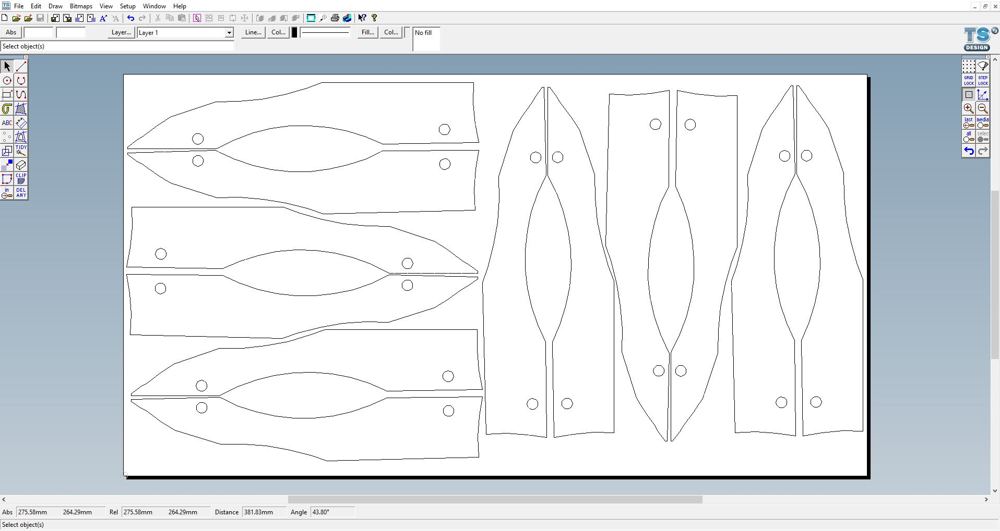 TS
File Edit Draw Bitmaps View Setup Window Help
Abs Layer... Layer 1 Line... Col... Fill... Col... No fill
Select object(s)
TS V3
DESIGN
GRID LOCK STEP LOCK
ABC
last media
all selec
TIDY
CLIP
in DEL ANY
Abs 275.58mm 264.29mm Rel 275.58mm 264.29mm Distance 381.83mm Angle 43.80°
Select object(s)